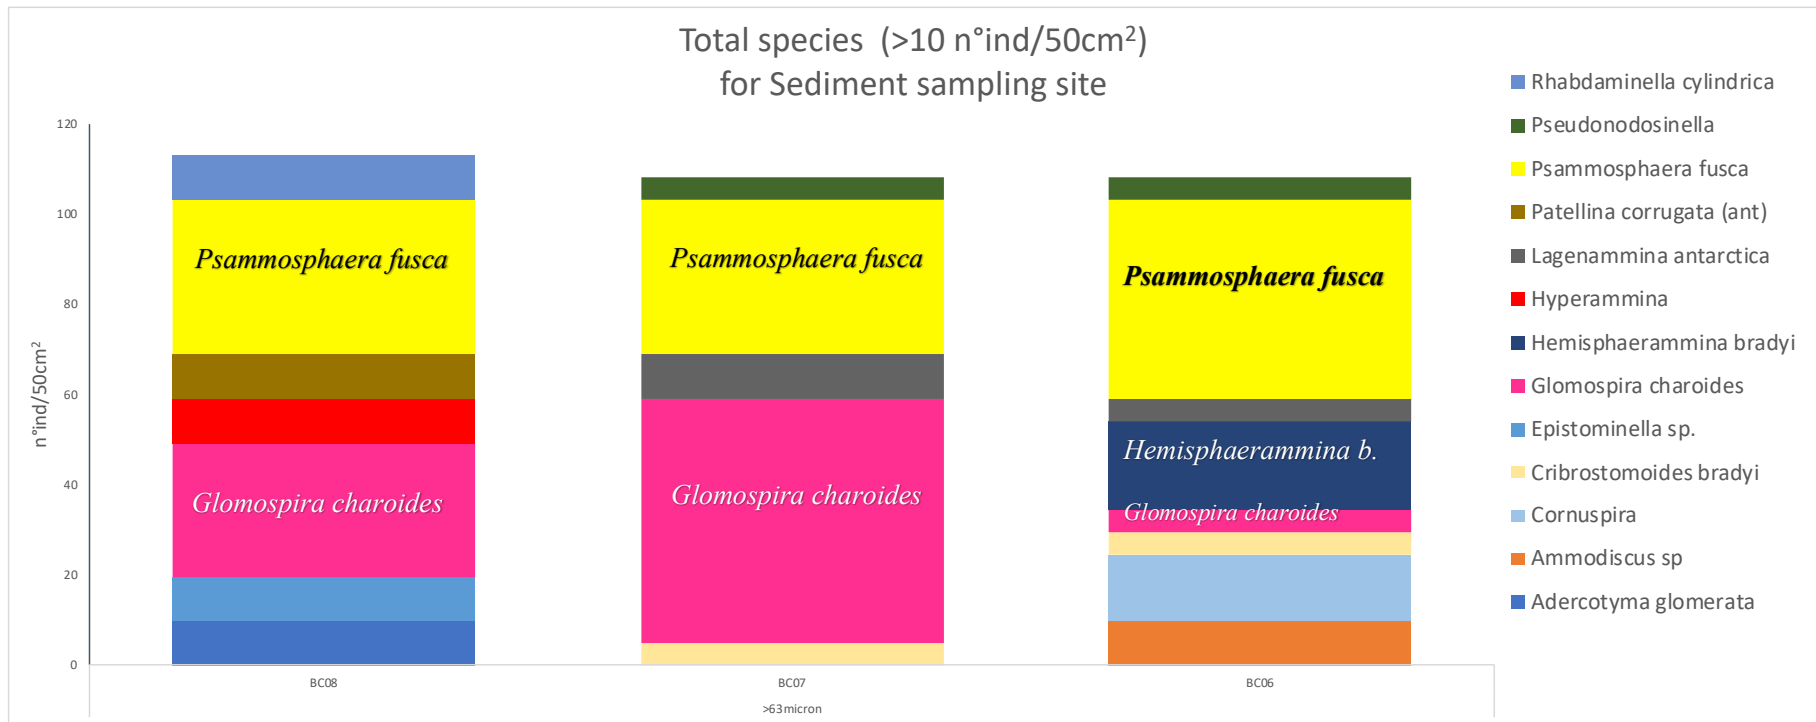 Total species (>10 n°ind/50cm²)
for Sediment sampling site
n°ind/50cm²
120
100
80
60
40
20
0
Psammosphaera fusca
Glomospira charoides
Psammosphaera fusca
Glomospira charoides
Psammosphaera fusca
Hemisphaerammina b.
Glomospira charoides
BC08
BC07
BC06
>63micron
Rhabdaminella cylindrica
Pseudonodosinella
Psammosphaera fusca
Patellina corrugata (ant)
Lagenammina antarctica
Hyperammina
Hemisphaerammina bradyi
Glomospira charoides
Epistominella sp.
Cribrostomoides bradyi
Cornuspira
Ammodiscus sp
Adercotyma glomerata